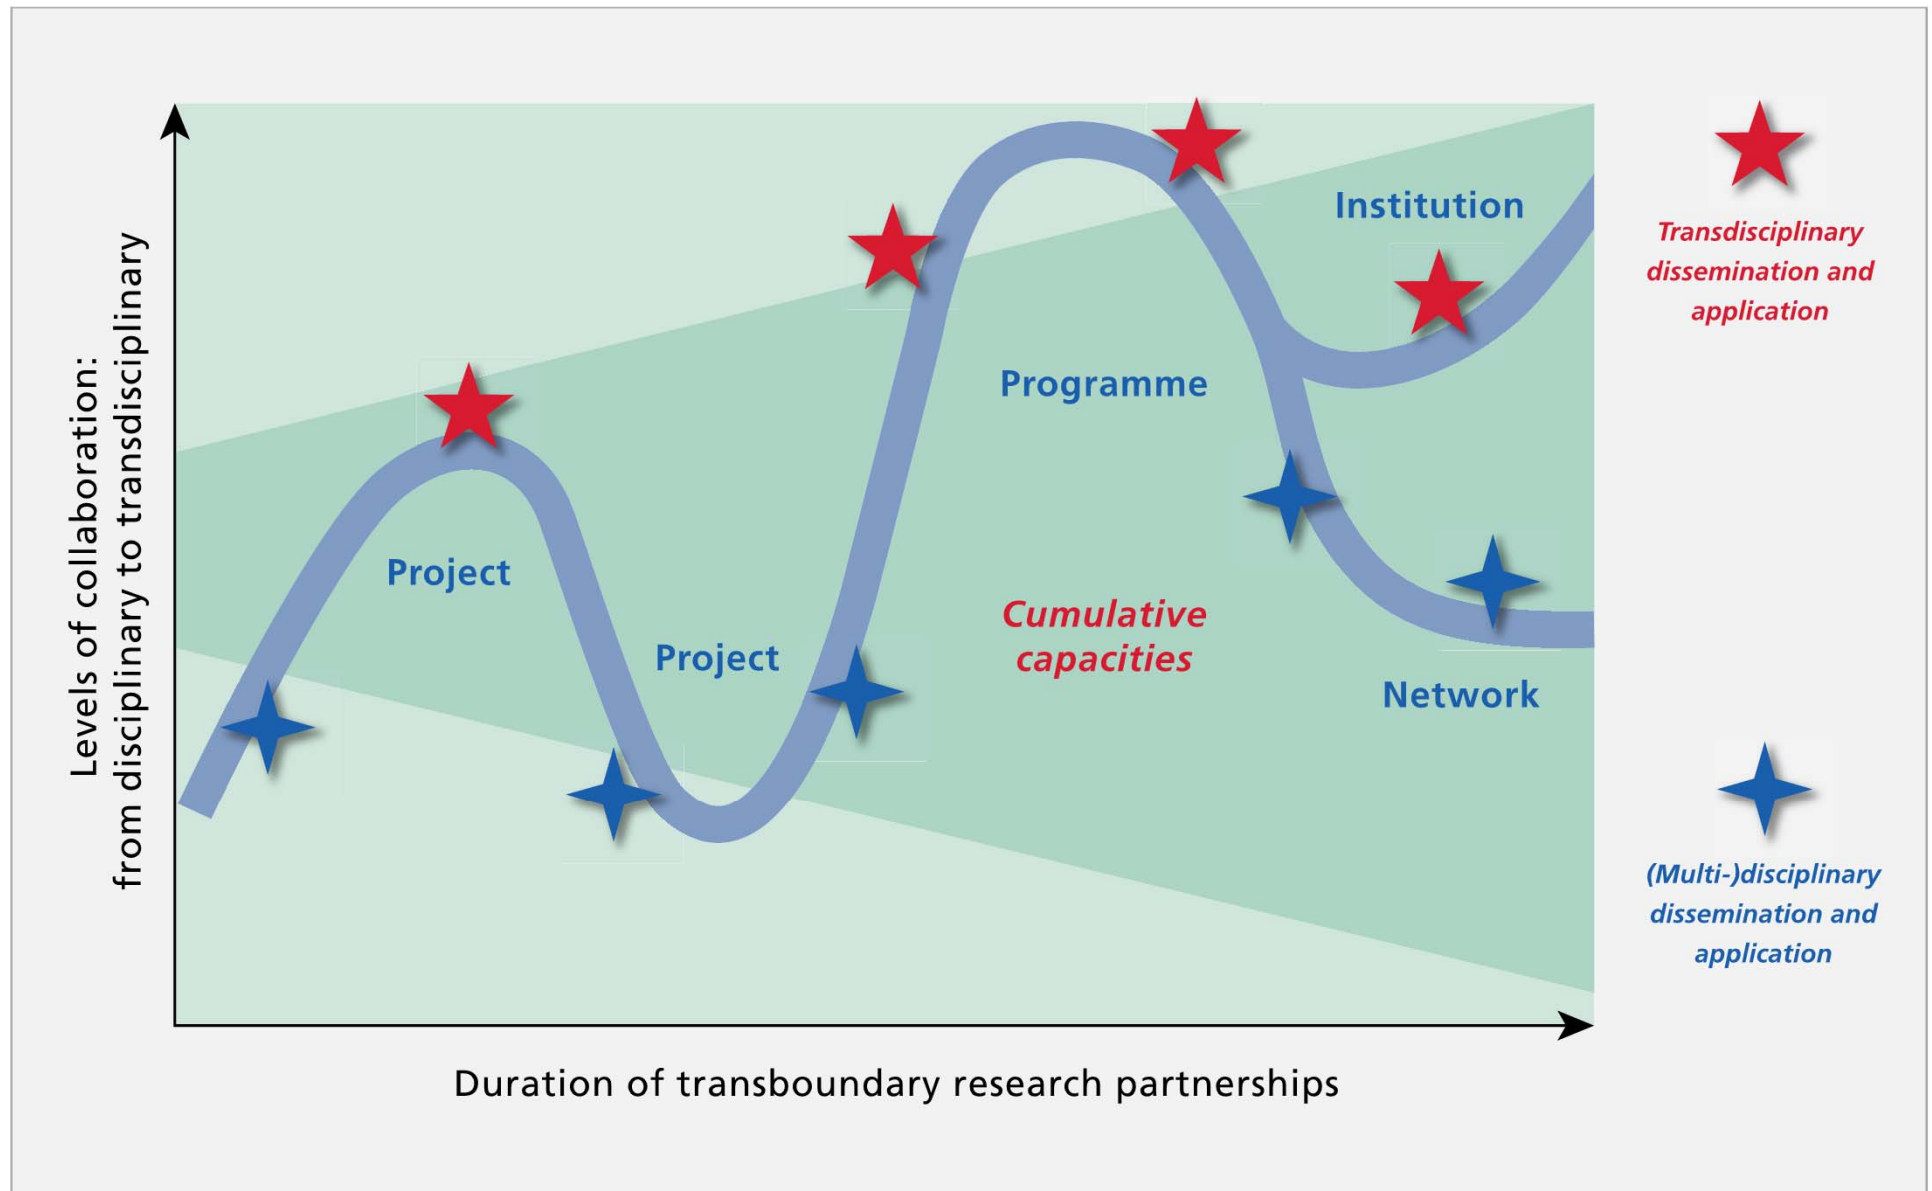 Levels of collaboration:
from disciplinary to transdisciplinary
Project
Project
Programme
Cumulative
capacities
Institution
Network
Duration of transboundary research partnerships
Transdisciplinary
dissemination and
application
(Multi-)disciplinary
dissemination and
application